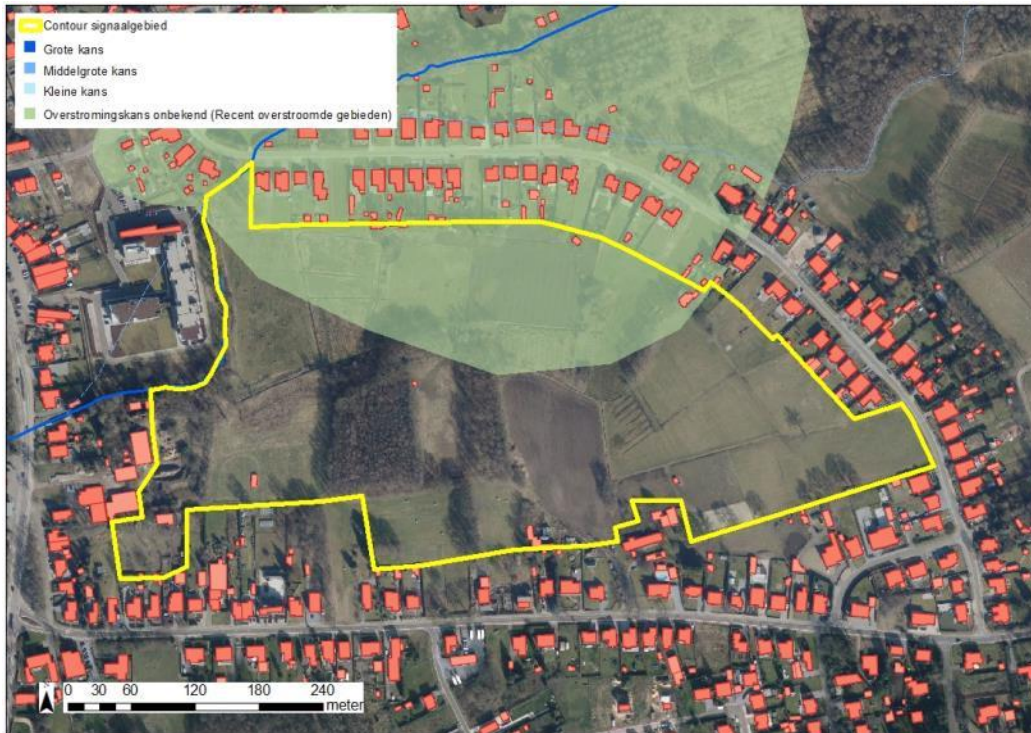 Contour signaalgebied
Grote kans
Middelgrote kans
Kleine kans
Overstromingskans onbekend (Recent overstroomde gebieden)
0 30 60 120 180 240
meter